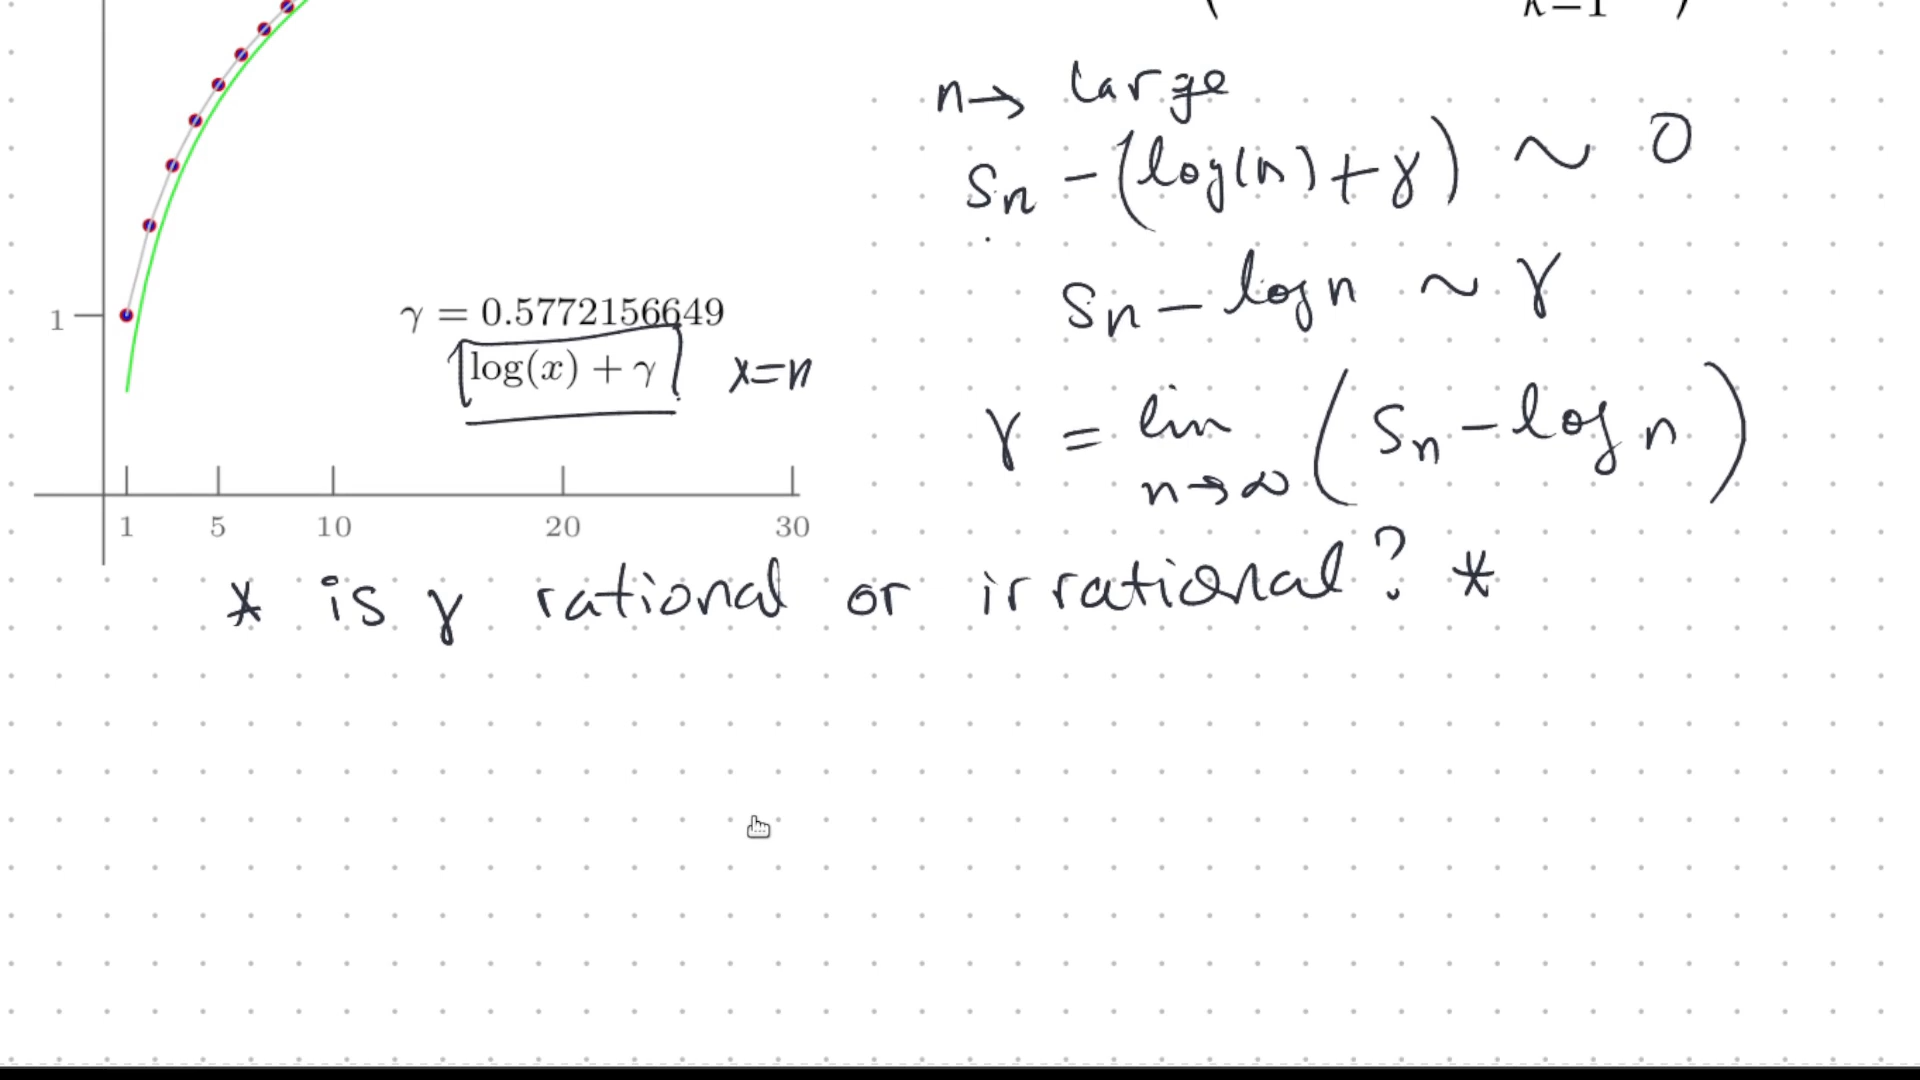 k=1
n → large
Sn − (log(n) + γ) ~ 0
Sn − log n ~ γ
1
γ = 0.5772156649
log(x) + γ x=n
γ = lim n→∞ (Sn − log n)
1 5 10 20 30
* is γ rational or irrational? *